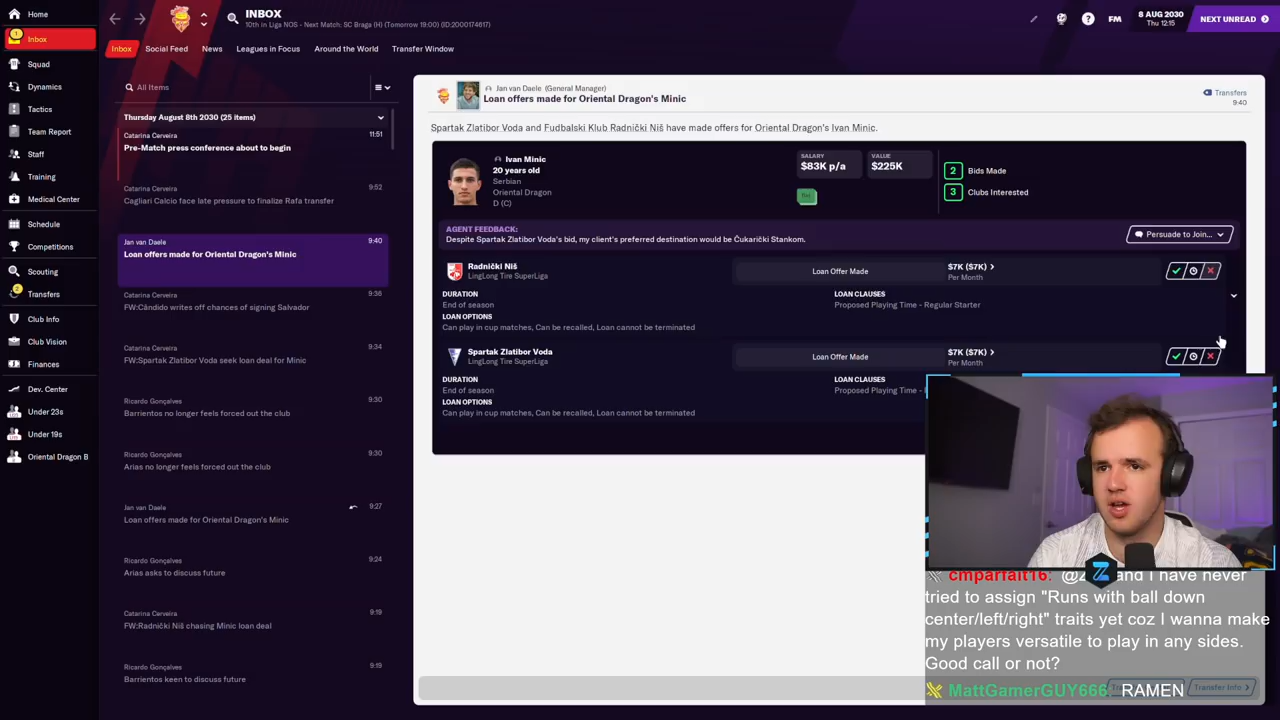 Home
Inbox
1
Squad
Dynamics
Tactics
Team Report
Staff
Training
Medical Center
Schedule
Competitions
Scouting
2
Transfers
Club Info
Club Vision
Finances
Dev. Center
Under 23s
Under 19s
Oriental Dragon B
INBOX
10th in Liga NOS - Next Match: SC Braga (H) (Tomorrow 19:00) (ID:2000174617)
FM
8 AUG 2030
Thu 12:15
NEXT UNREAD
Inbox
Social Feed
News
Leagues in Focus
Around the World
Transfer Window
All Items
Thursday August 8th 2030 (25 items)
Catarina Cerveira 11:51
Pre-Match press conference about to begin
Catarina Cerveira 9:52
Cagliari Calcio face late pressure to finalize Rafa transfer
Jan van Daele 9:40
Loan offers made for Oriental Dragon's Minic
Catarina Cerveira 9:36
FW:Cândido writes off chances of signing Salvador
Catarina Cerveira 9:34
FW:Spartak Zlatibor Voda seek loan deal for Minic
Ricardo Gonçalves 9:30
Barrientos no longer feels forced out the club
Ricardo Gonçalves 9:30
Arias no longer feels forced out the club
Jan van Daele 9:27
Loan offers made for Oriental Dragon's Minic
Ricardo Gonçalves 9:24
Arias asks to discuss future
Catarina Cerveira 9:19
FW:Radnički Niš chasing Minic loan deal
Ricardo Gonçalves 9:19
Barrientos keen to discuss future
Jan van Daele (General Manager)
Loan offers made for Oriental Dragon's Minic
Transfers
9:40
Spartak Zlatibor Voda and Fudbalski Klub Radnički Niš have made offers for Oriental Dragon's Ivan Minic.
Ivan Minic
20 years old
Serbian
Oriental Dragon
D (C)
SALARY
$83K p/a
VALUE
$225K
2 Bids Made
3 Clubs Interested
AGENT FEEDBACK:
Despite Spartak Zlatibor Voda's bid, my client's preferred destination would be Čukarički Stankom.
Persuade to Join...
Radnički Niš
LingLong Tire SuperLiga
Loan Offer Made
$7K ($7K)
Per Month
DURATION
End of season
LOAN CLAUSES
Proposed Playing Time - Regular Starter
LOAN OPTIONS
Can play in cup matches, Can be recalled, Loan cannot be terminated
Spartak Zlatibor Voda
LingLong Tire SuperLiga
Loan Offer Made
$7K ($7K)
Per Month
DURATION
End of season
LOAN CLAUSES
Proposed Playing Time -
LOAN OPTIONS
Can play in cup matches, Can be recalled, Loan cannot be terminated
cmparfait16: @Z and I have never
tried to assign "Runs with ball down
center/left/right" traits yet coz I wanna make
my players versatile to play in any sides.
Good call or not?
MattGamerGUY666 RAMEN
Transfer Info